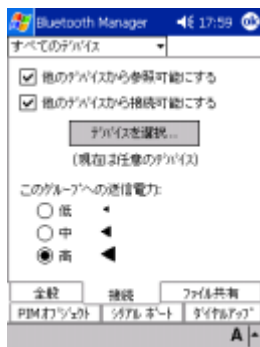 Bluetooth Manager 17:59 ok
すべてのﾃﾞﾊﾞｲｽ
他のﾃﾞﾊﾞｲｽから参照可能にする
他のﾃﾞﾊﾞｲｽから接続可能にする
ﾃﾞﾊﾞｲｽを選択...
(現在は任意のﾃﾞﾊﾞｲｽ)
このｸﾞﾙｰﾌﾟへの送信電力:
低
中
高
全般 接続 ﾌｧｲﾙ共有
PIMｵﾌﾞｼﾞｪｸﾄ ｼﾘｱﾙ ﾎﾟｰﾄ ﾀﾞｲﾔﾙｱｯﾌﾟ
A